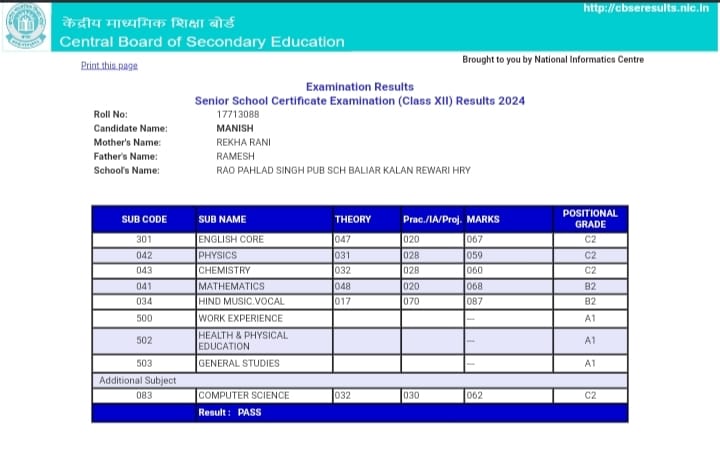 http://cbseresults.nic.in
केंद्रीय माध्यमिक शिक्षा बोर्ड
Central Board of Secondary Education
Brought to you by National Informatics Centre
Print this page
Examination Results
Senior School Certificate Examination (Class XII) Results 2024
Roll No: 17713088
Candidate Name: MANISH
Mother's Name: REKHA RANI
Father's Name: RAMESH
School's Name: RAO PAHLAD SINGH PUB SCH BALIAR KALAN REWARI HRY
SUB CODE SUB NAME THEORY Prac./IA/Proj. MARKS POSITIONAL GRADE
301 ENGLISH CORE 047 020 067 C2
042 PHYSICS 031 028 059 C2
043 CHEMISTRY 032 028 060 C2
041 MATHEMATICS 048 020 068 B2
034 HIND MUSIC.VOCAL 017 070 087 B2
500 WORK EXPERIENCE --- A1
502 HEALTH & PHYSICAL EDUCATION --- A1
503 GENERAL STUDIES --- A1
Additional Subject
083 COMPUTER SCIENCE 032 030 062 C2
Result : PASS